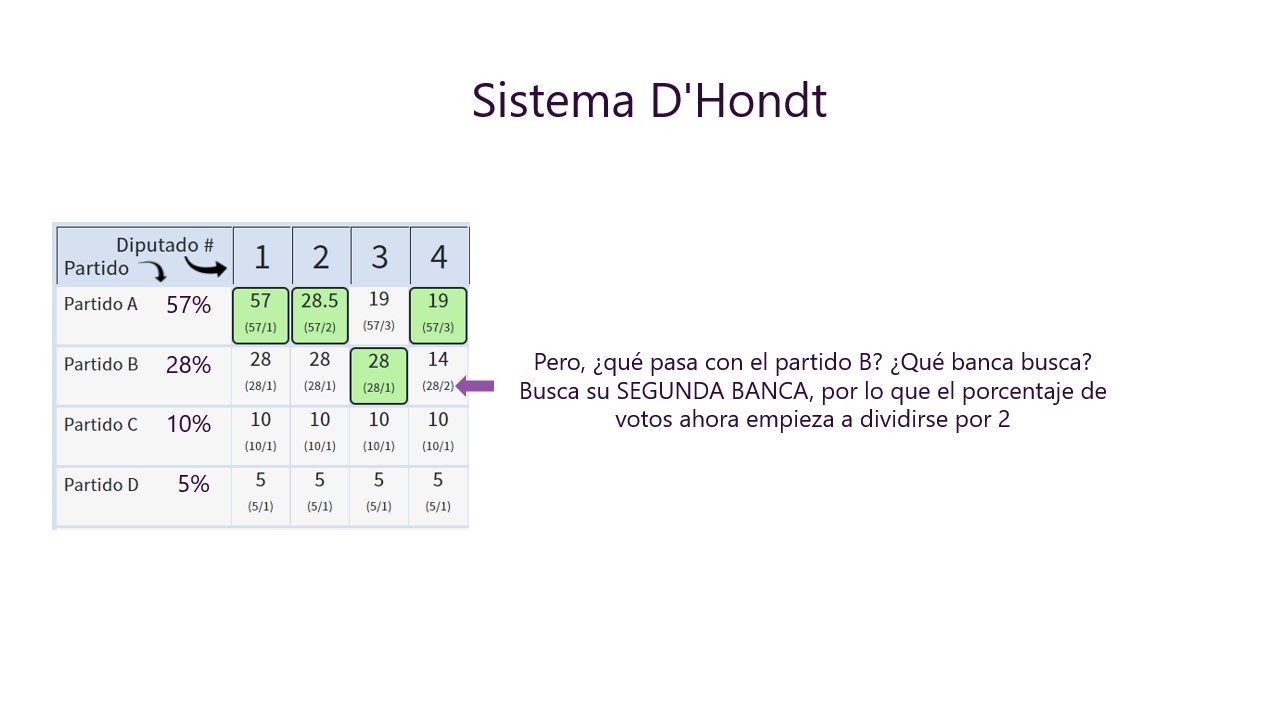 Sistema D'Hondt
Diputado #
Partido
1 2 3 4
Partido A 57% 57 28.5 19 19
(57/1) (57/2) (57/3) (57/3)
Partido B 28% 28 28 28 14
(28/1) (28/1) (28/1) (28/2)
Partido C 10% 10 10 10 10
(10/1) (10/1) (10/1) (10/1)
Partido D 5% 5 5 5 5
(5/1) (5/1) (5/1) (5/1)
Pero, ¿qué pasa con el partido B? ¿Qué banca busca?
Busca su SEGUNDA BANCA, por lo que el porcentaje de
votos ahora empieza a dividirse por 2